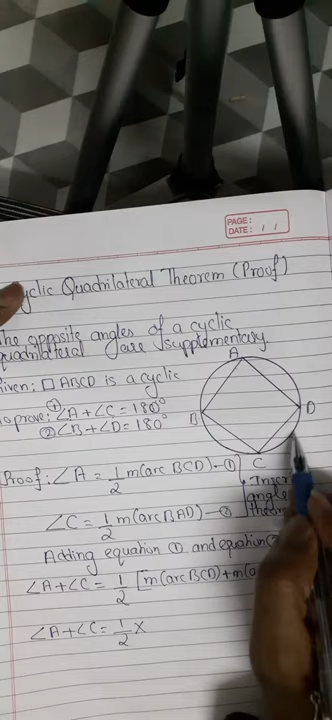 PAGE:
DATE: / /
yclic Quadrilateral Theorem (Proof)
The opposite angles of a cyclic
quadrilateral are supplementary.
Given: □ ABCD is a cyclic
To prove: ① ∠A + ∠C = 180°
② ∠B + ∠D = 180°
A
B
D
C
Proof: ∠A = 1/2 m(arc BCD) - ①
∠C = 1/2 m(arc BAD) - ②
angle
theorem
Adding equation ① and equation ②
∠A + ∠C = 1/2 [m(arc BCD) + m(a
∠A + ∠C = 1/2 x